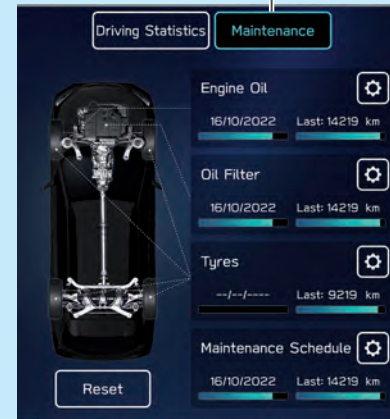 Driving Statistics
Maintenance
Engine Oil
16/10/2022 Last: 14219 km
Oil Filter
16/10/2022 Last: 14219 km
Tyres
--/--/---- Last: 9219 km
Maintenance Schedule
16/10/2022 Last: 14219 km
Reset